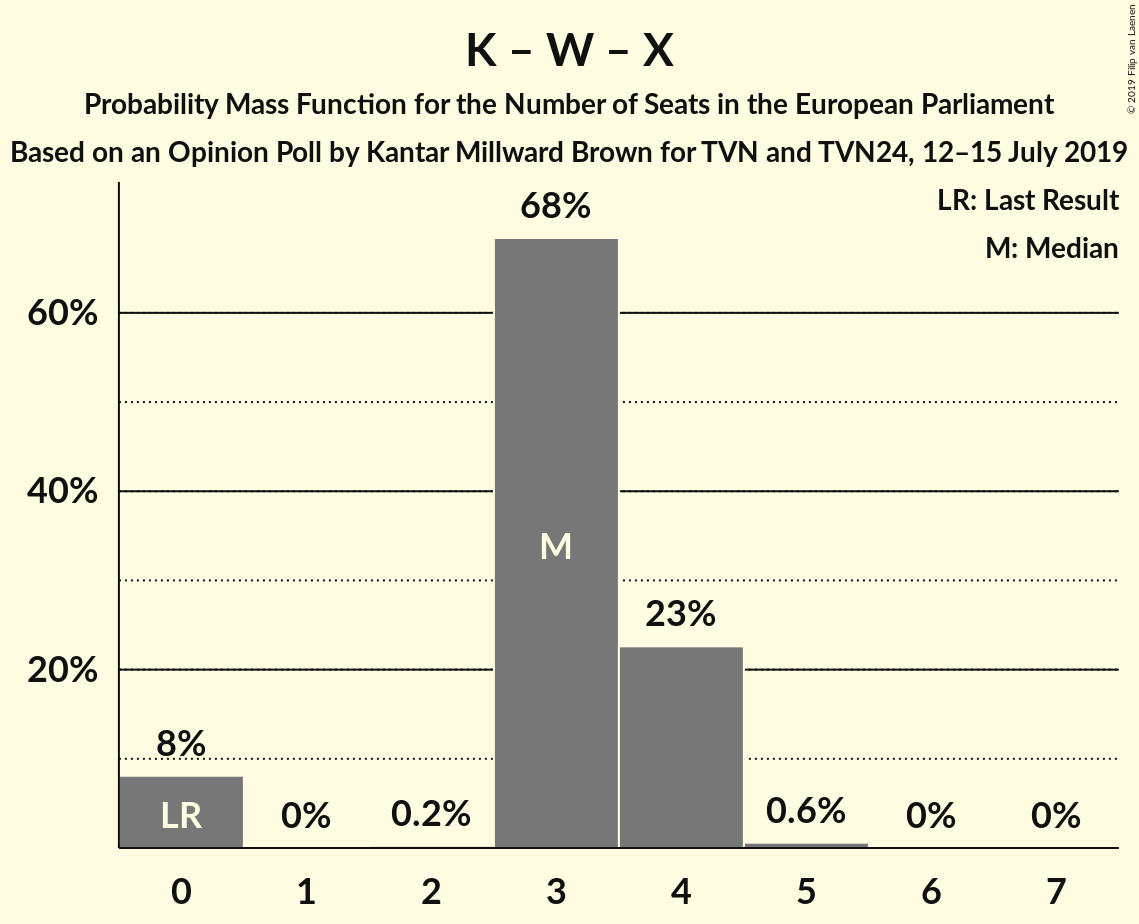 K – W – X
Probability Mass Function for the Number of Seats in the European Parliament
Based on an Opinion Poll by Kantar Millward Brown for TVN and TVN24, 12–15 July 2019
© 2019 Filip van Laenen
LR: Last Result
M: Median
68%
60%
M
40%
23%
20%
8%
LR
0%
0.2%
0.6%
0%
0%
0 1 2 3 4 5 6 7